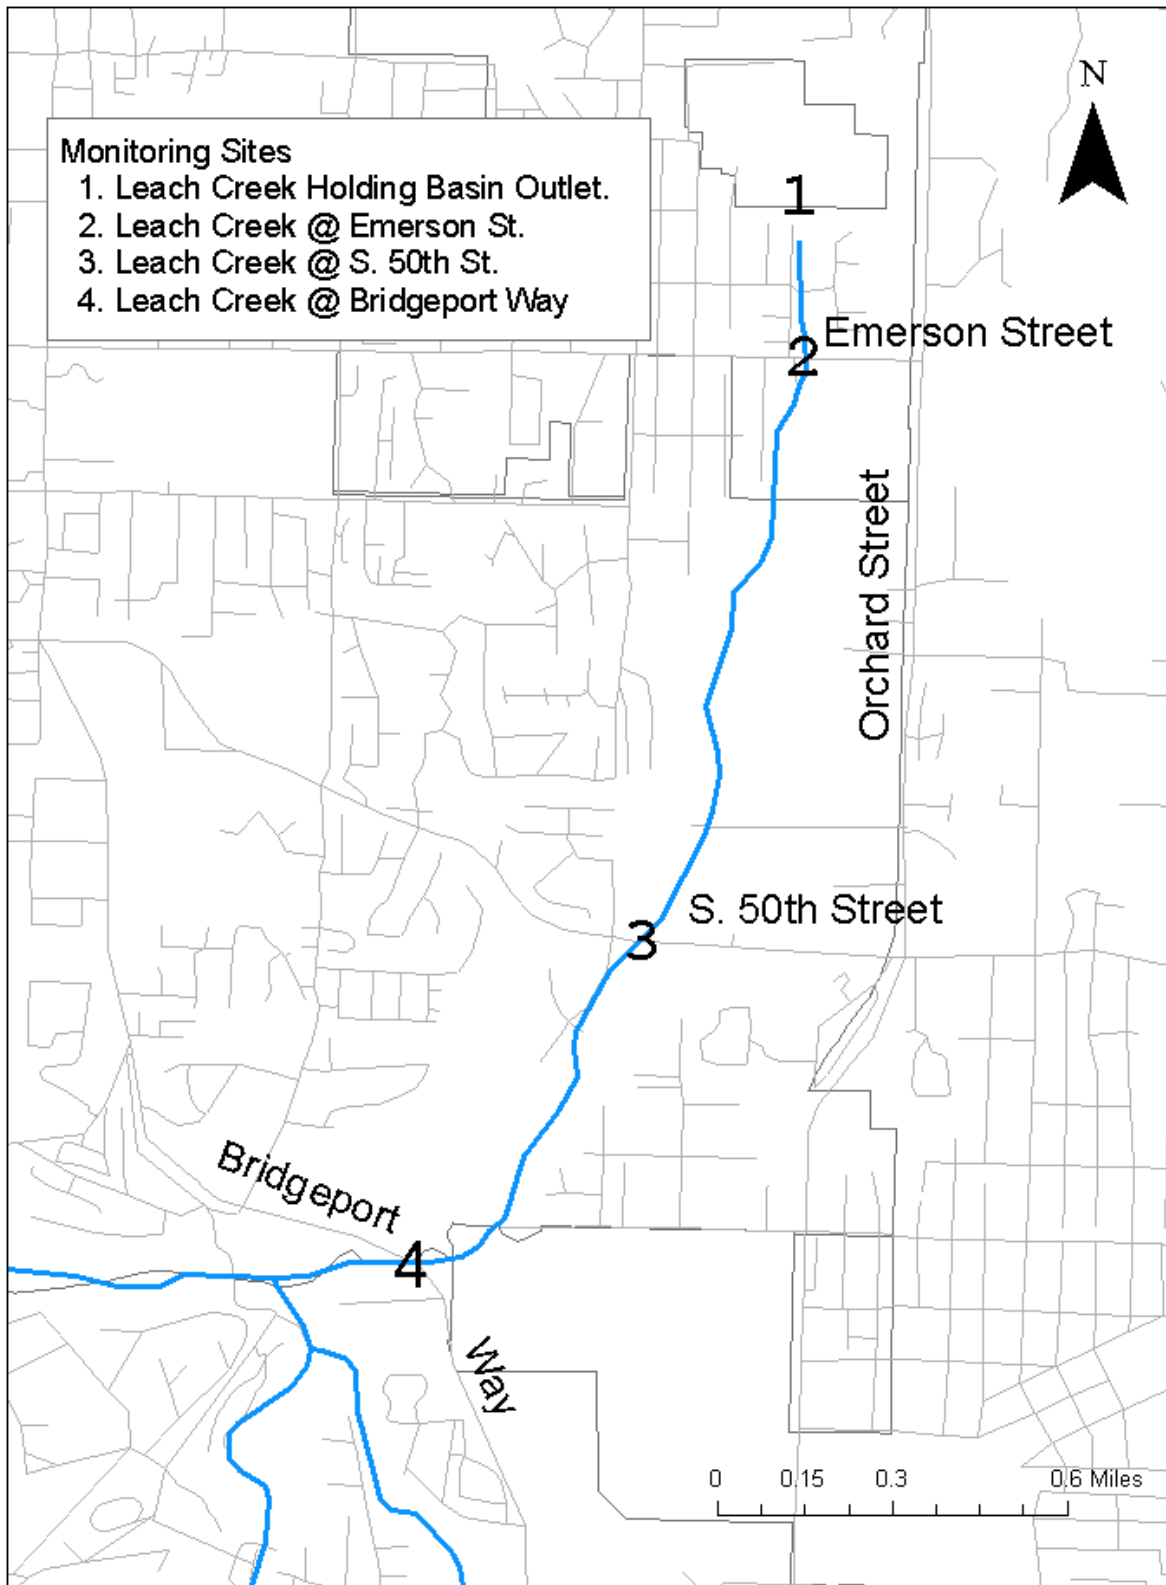 N
Monitoring Sites
1. Leach Creek Holding Basin Outlet.
2. Leach Creek @ Emerson St.
3. Leach Creek @ S. 50th St.
4. Leach Creek @ Bridgeport Way
1
Emerson Street
2
Orchard Street
S. 50th Street
3
Bridgeport
4
Way
0 0.15 0.3 0.6 Miles